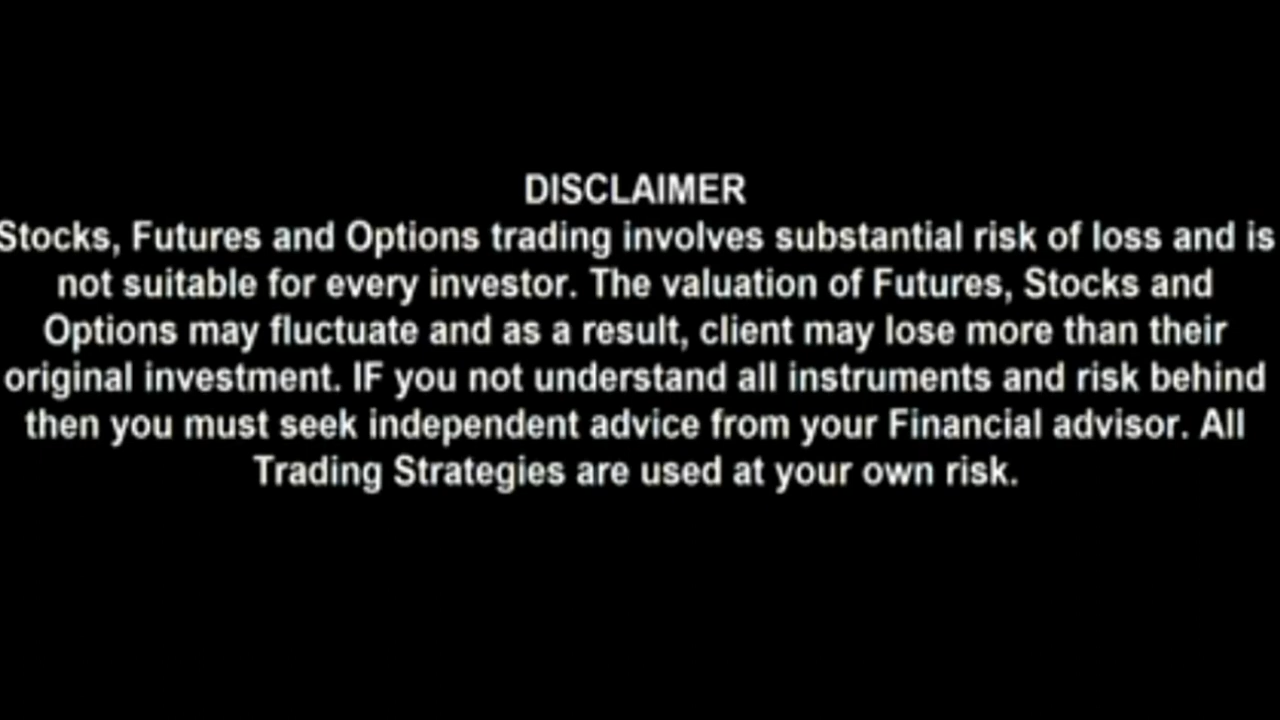 DISCLAIMER
Stocks, Futures and Options trading involves substantial risk of loss and is
not suitable for every investor. The valuation of Futures, Stocks and
Options may fluctuate and as a result, client may lose more than their
original investment. IF you not understand all instruments and risk behind
then you must seek independent advice from your Financial advisor. All
Trading Strategies are used at your own risk.